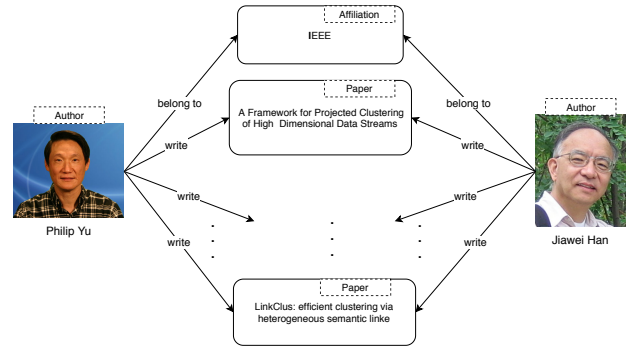 Affiliation
IEEE
belong to
belong to
Paper
A Framework for Projected Clustering
of High Dimensional Data Streams
Author
Author
write
write
write
write
Philip Yu
Jiawei Han
write
write
Paper
LinkClus: efficient clustering via
heterogeneous semantic linke